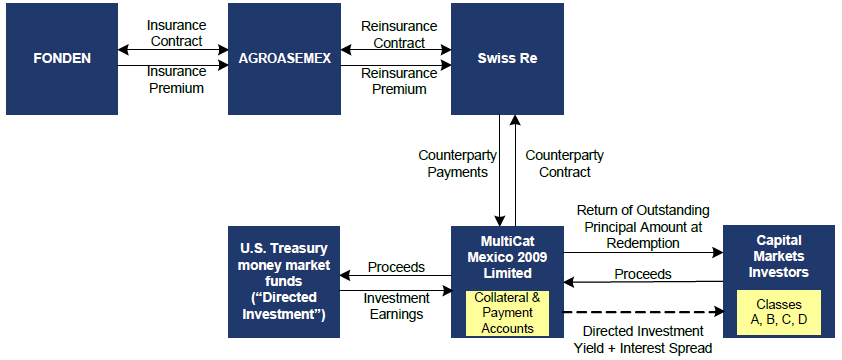 FONDEN
Insurance
Contract
Insurance
Premium
AGROASEMEX
Reinsurance
Contract
Reinsurance
Premium
Swiss Re
Counterparty
Payments
Counterparty
Contract
U.S. Treasury
money market
funds
(“Directed
Investment”)
Proceeds
Investment
Earnings
MultiCat
Mexico 2009
Limited
Collateral &
Payment
Accounts
Return of Outstanding
Principal Amount at
Redemption
Proceeds
Directed Investment
Yield + Interest Spread
Capital
Markets
Investors
Classes
A, B, C, D